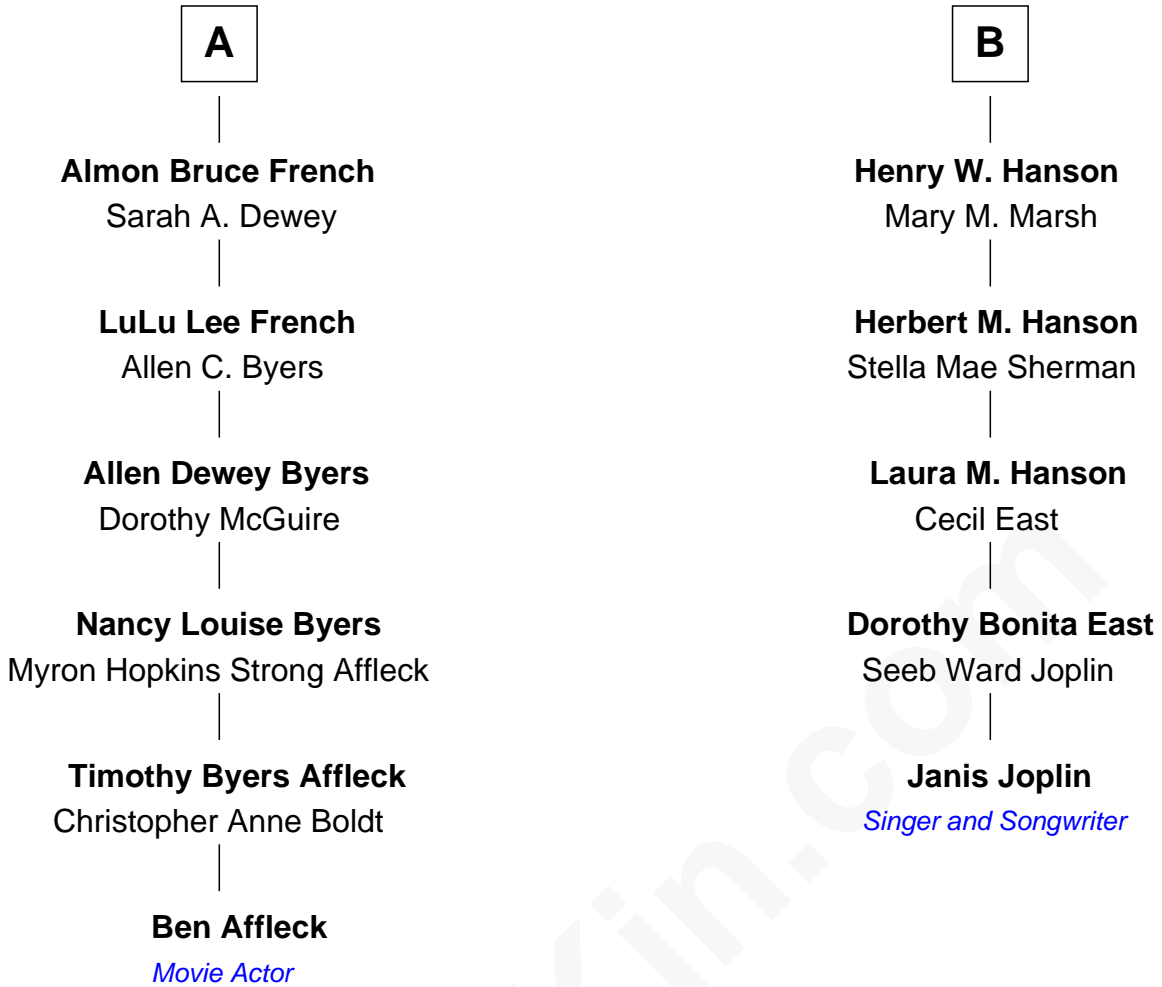 A
Almon Bruce French
Sarah A. Dewey
LuLu Lee French
Allen C. Byers
Allen Dewey Byers
Dorothy McGuire
Nancy Louise Byers
Myron Hopkins Strong Affleck
Timothy Byers Affleck
Christopher Anne Boldt
Ben Affleck
Movie Actor
B
Henry W. Hanson
Mary M. Marsh
Herbert M. Hanson
Stella Mae Sherman
Laura M. Hanson
Cecil East
Dorothy Bonita East
Seeb Ward Joplin
Janis Joplin
Singer and Songwriter
Kin.com